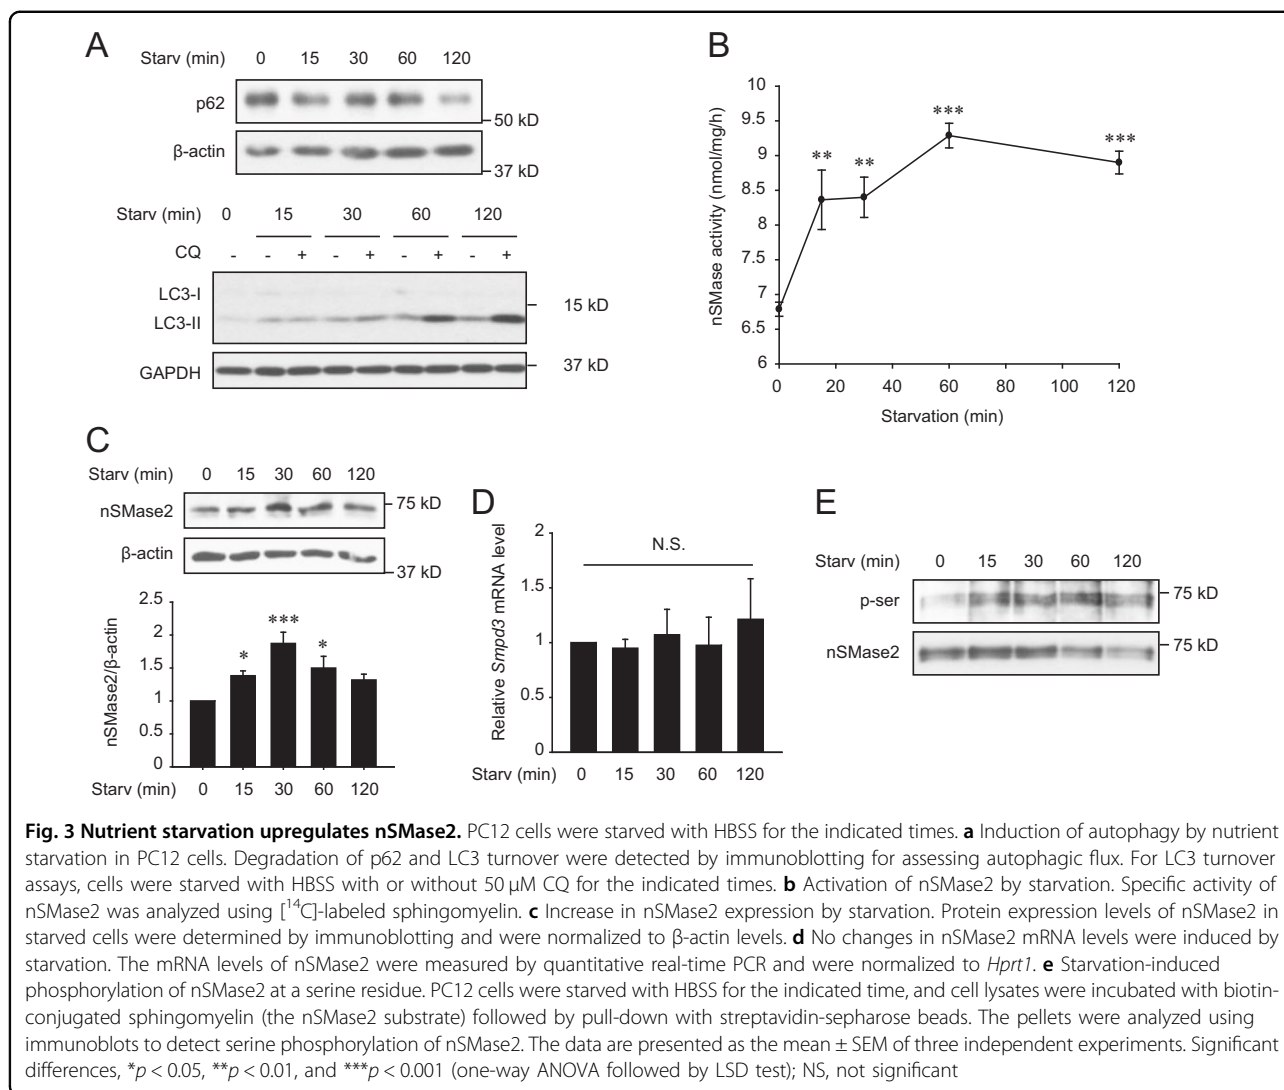 A
Starv (min) 0 15 30 60 120
p62
50 kD
β-actin
37 kD
Starv (min) 0 15 30 60 120
CQ - - + - + - + - +
LC3-I
15 kD
LC3-II
GAPDH
37 kD
B
nSMase activity (nmol/mg/h)
10
9.5
9
8.5
8
7.5
7
6.5
6
** ** *** ***
0 20 40 60 80 100 120
Starvation (min)
C
Starv (min) 0 15 30 60 120
nSMase2
75 kD
β-actin
37 kD
nSMase2/β-actin
2.5
2
1.5
1
0.5
0
* *** *
Starv (min) 0 15 30 60 120
D
Relative Smpd3 mRNA level
2
1.5
1
0.5
0
N.S.
Starv (min) 0 15 30 60 120
E
Starv (min) 0 15 30 60 120
p-ser
75 kD
nSMase2
75 kD
Fig. 3 Nutrient starvation upregulates nSMase2. PC12 cells were starved with HBSS for the indicated times. a Induction of autophagy by nutrient
starvation in PC12 cells. Degradation of p62 and LC3 turnover were detected by immunoblotting for assessing autophagic flux. For LC3 turnover
assays, cells were starved with HBSS with or without 50 µM CQ for the indicated times. b Activation of nSMase2 by starvation. Specific activity of
nSMase2 was analyzed using [14C]-labeled sphingomyelin. c Increase in nSMase2 expression by starvation. Protein expression levels of nSMase2 in
starved cells were determined by immunoblotting and were normalized to β-actin levels. d No changes in nSMase2 mRNA levels were induced by
starvation. The mRNA levels of nSMase2 were measured by quantitative real-time PCR and were normalized to Hprt1. e Starvation-induced
phosphorylation of nSMase2 at a serine residue. PC12 cells were starved with HBSS for the indicated time, and cell lysates were incubated with biotin-
conjugated sphingomyelin (the nSMase2 substrate) followed by pull-down with streptavidin-sepharose beads. The pellets were analyzed using
immunoblots to detect serine phosphorylation of nSMase2. The data are presented as the mean ± SEM of three independent experiments. Significant
differences, *p < 0.05, **p < 0.01, and ***p < 0.001 (one-way ANOVA followed by LSD test); NS, not significant